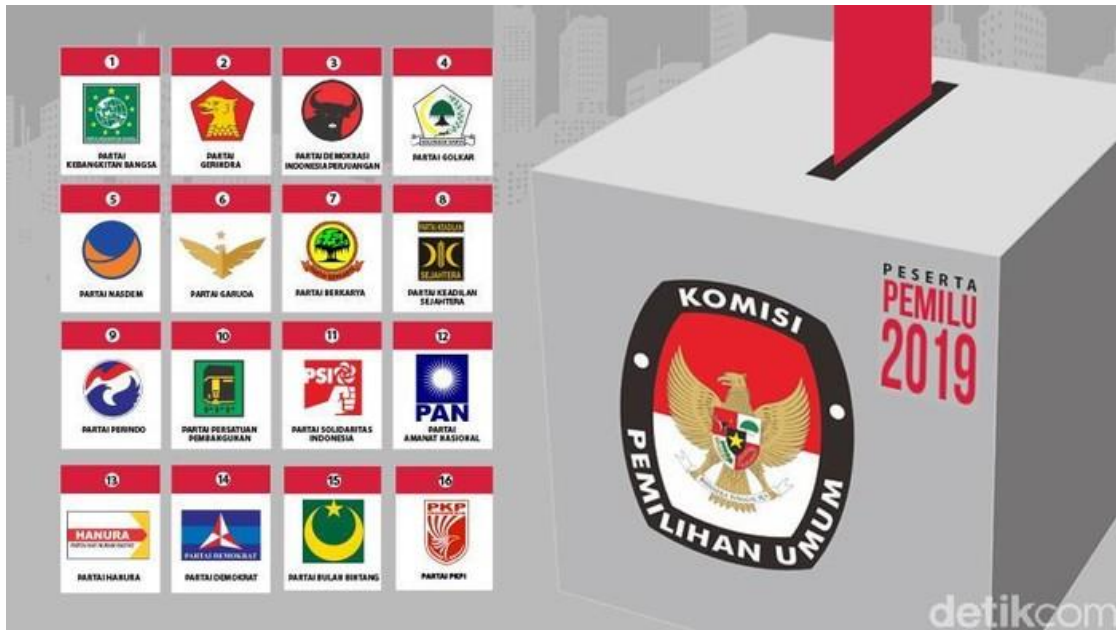 1
PARTAI
KEBANGKITAN BANGSA
2
PARTAI
GERINDRA
3
PARTAI DEMOKRASI
INDONESIA PERJUANGAN
4
PARTAI GOLKAR
5
PARTAI NASDEM
6
PARTAI GARUDA
7
PARTAI BERKARYA
8
PARTAI KEADILAN
SEJAHTERA
PARTAI KEADILAN
SEJAHTERA
9
PARTAI PERINDO
10
PARTAI PERSATUAN
PEMBANGUNAN
11
PSI
PARTAI SOLIDARITAS
INDONESIA
12
PAN
PARTAI
AMANAT NASIONAL
13
HANURA
PARTAI HANURA
14
PARTAI DEMOKRAT
PARTAI DEMOKRAT
15
PARTAI BULAN BINTANG
16
PKP
PARTAI PKPI
PESERTA
PEMILU
2019
KOMISI
PEMILIHAN UMUM
detikcom